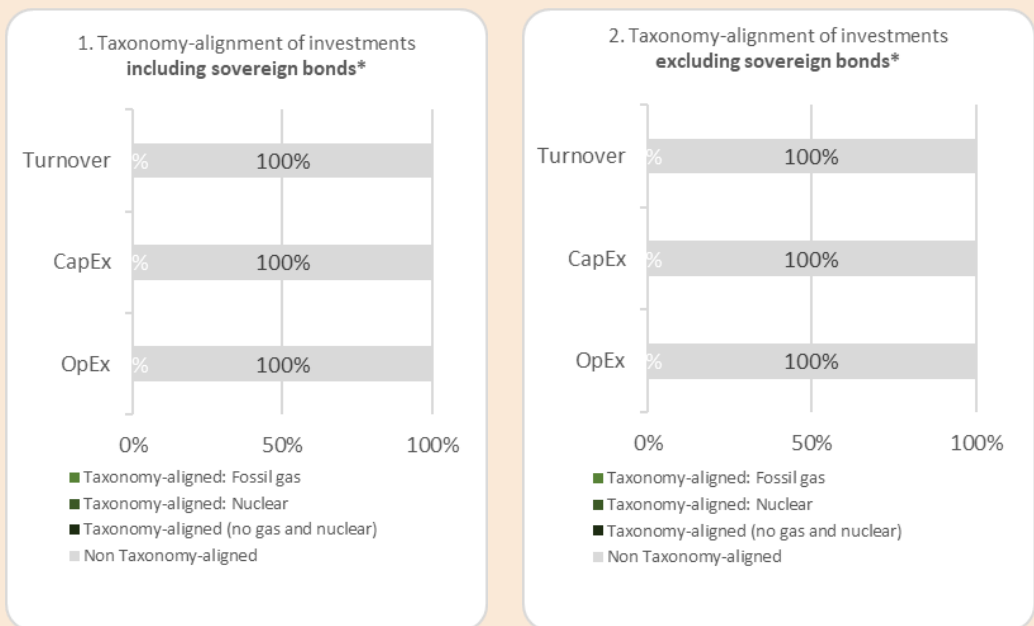 1. Taxonomy-alignment of investments
including sovereign bonds*
Turnover
%
100%
CapEx
%
100%
OpEx
%
100%
0%
50%
100%
Taxonomy-aligned: Fossil gas
Taxonomy-aligned: Nuclear
Taxonomy-aligned (no gas and nuclear)
Non Taxonomy-aligned
2. Taxonomy-alignment of investments
excluding sovereign bonds*
Turnover
%
100%
CapEx
%
100%
OpEx
%
100%
0%
50%
100%
Taxonomy-aligned: Fossil gas
Taxonomy-aligned: Nuclear
Taxonomy-aligned (no gas and nuclear)
Non Taxonomy-aligned